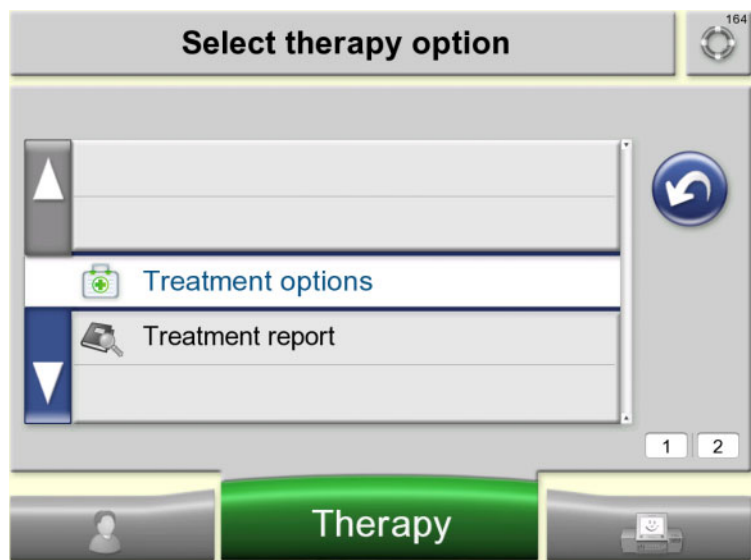 Select therapy option
164
Treatment options
Treatment report
1 2
Therapy